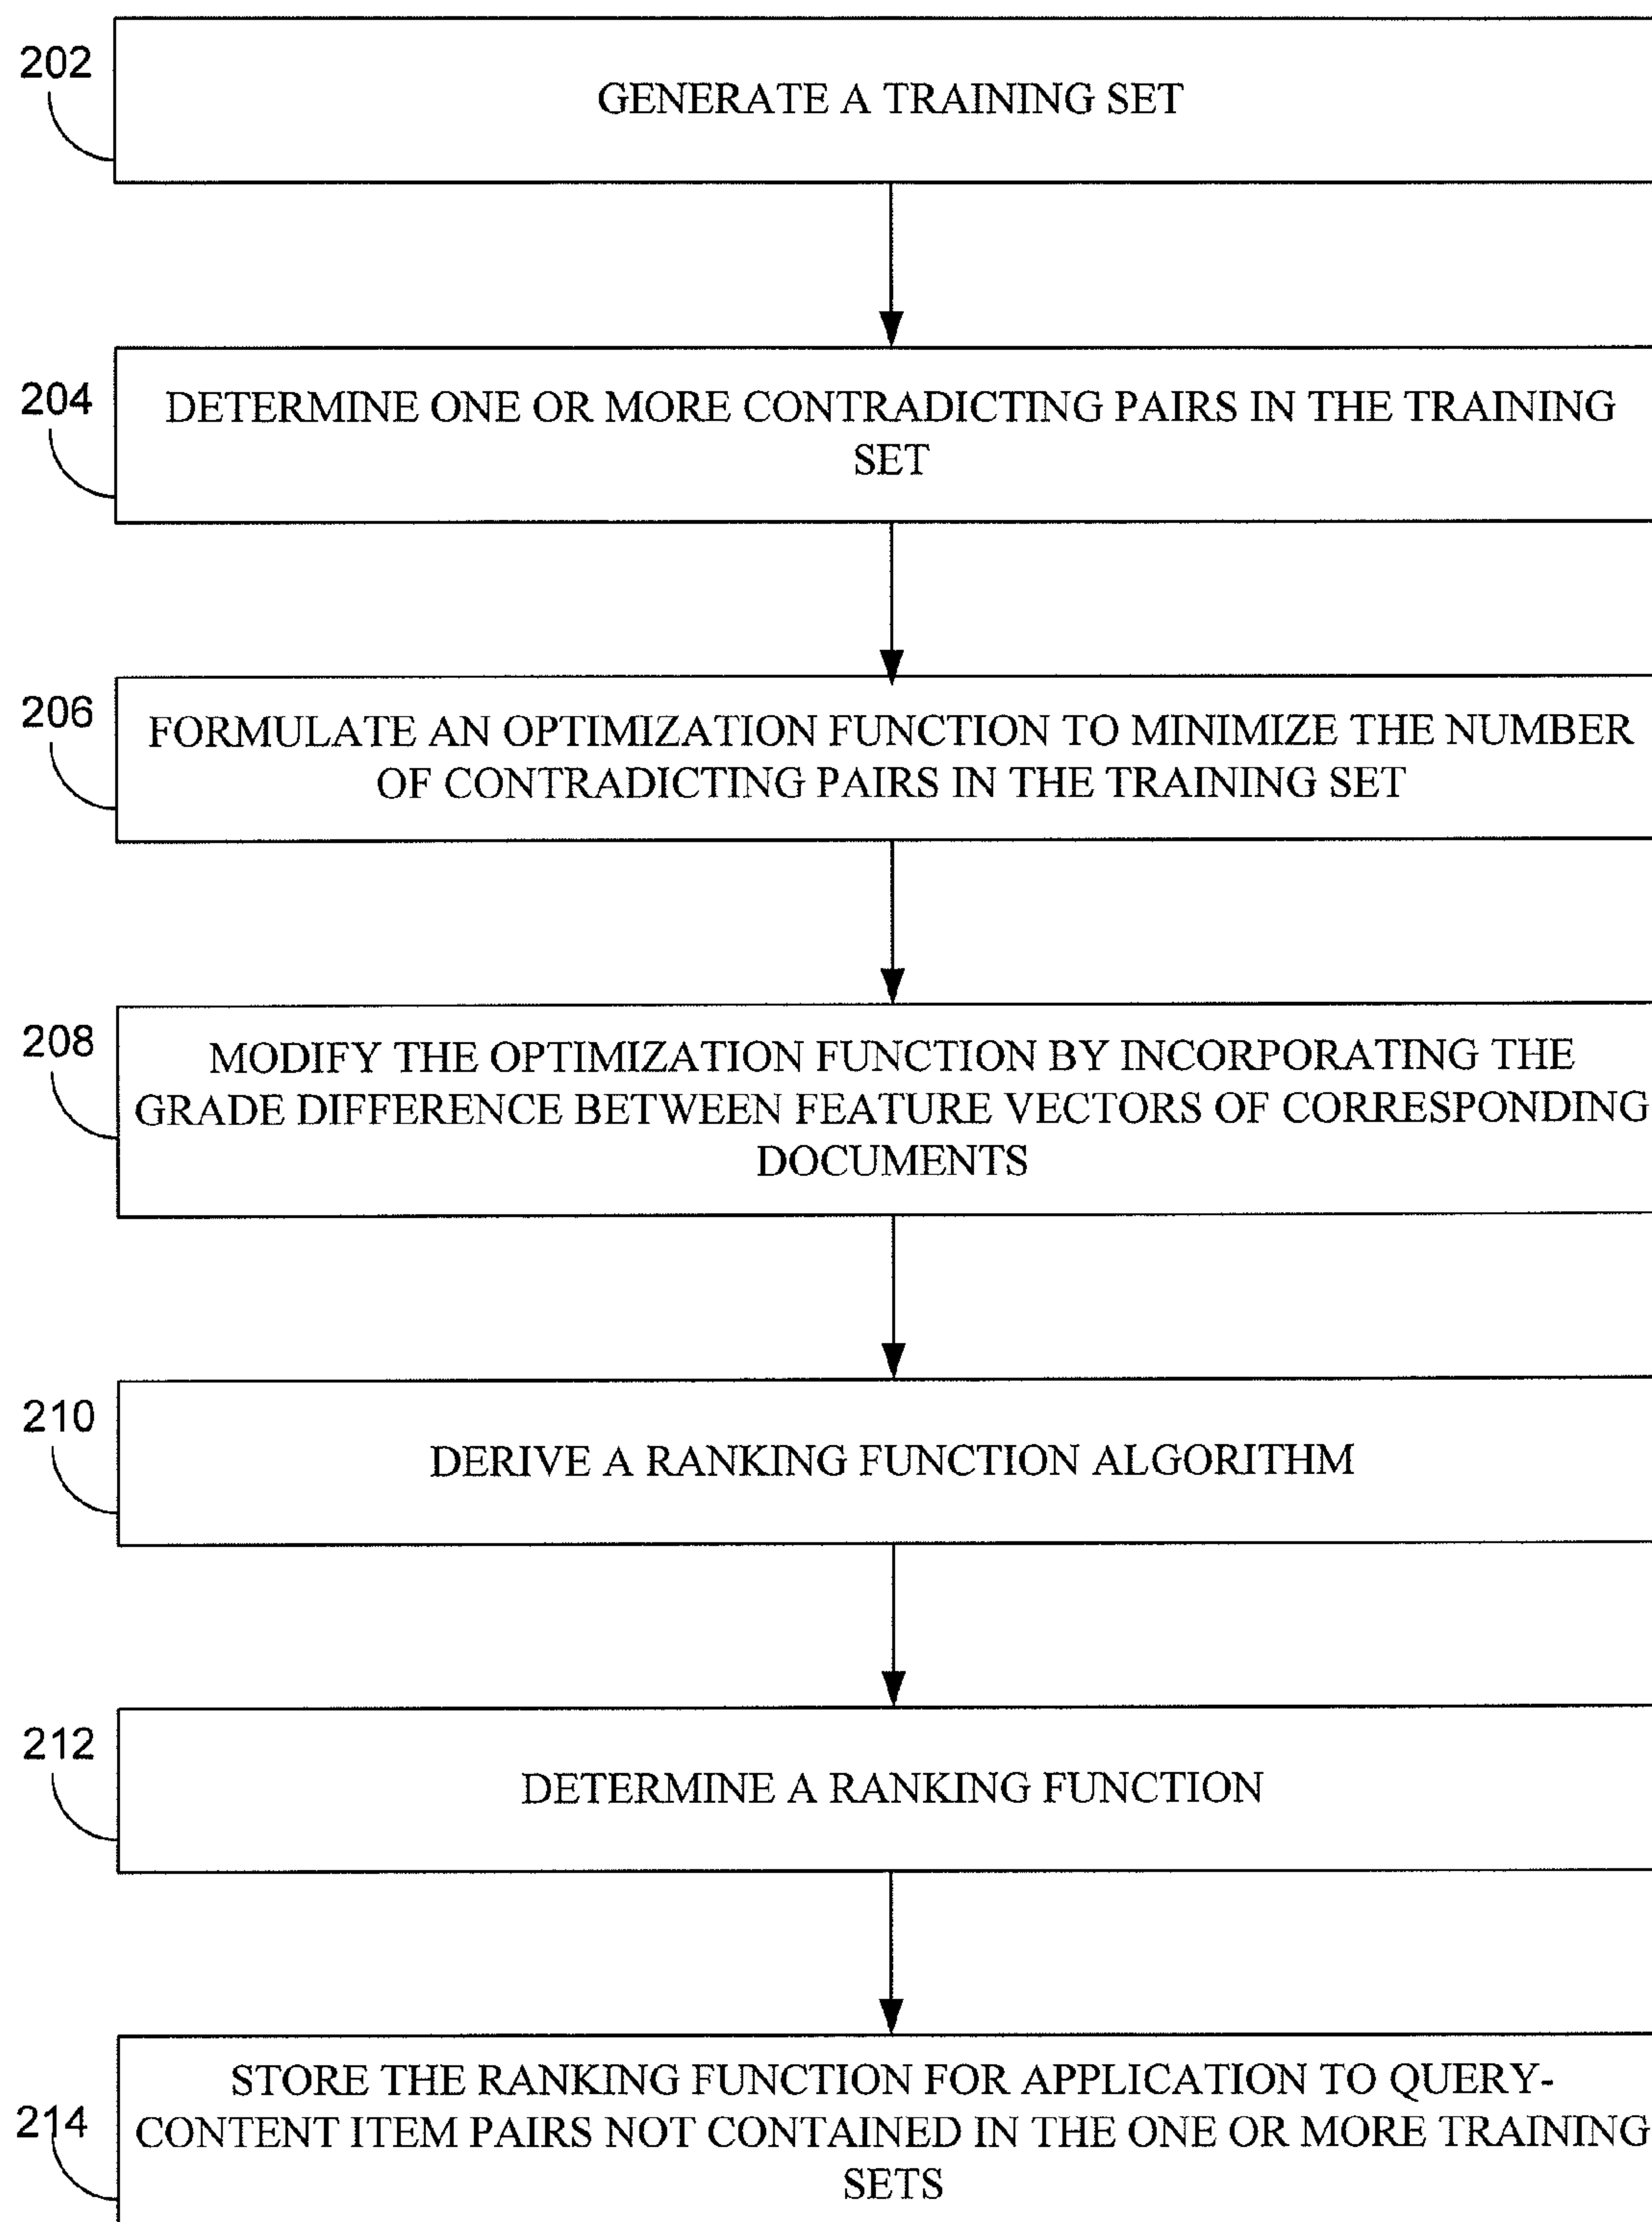 202
GENERATE A TRAINING SET
204
DETERMINE ONE OR MORE CONTRADICTING PAIRS IN THE TRAINING
SET
206
FORMULATE AN OPTIMIZATION FUNCTION TO MINIMIZE THE NUMBER
OF CONTRADICTING PAIRS IN THE TRAINING SET
208
MODIFY THE OPTIMIZATION FUNCTION BY INCORPORATING THE
GRADE DIFFERENCE BETWEEN FEATURE VECTORS OF CORRESPONDING
DOCUMENTS
210
DERIVE A RANKING FUNCTION ALGORITHM
212
DETERMINE A RANKING FUNCTION
214
STORE THE RANKING FUNCTION FOR APPLICATION TO QUERY-
CONTENT ITEM PAIRS NOT CONTAINED IN THE ONE OR MORE TRAINING
SETS